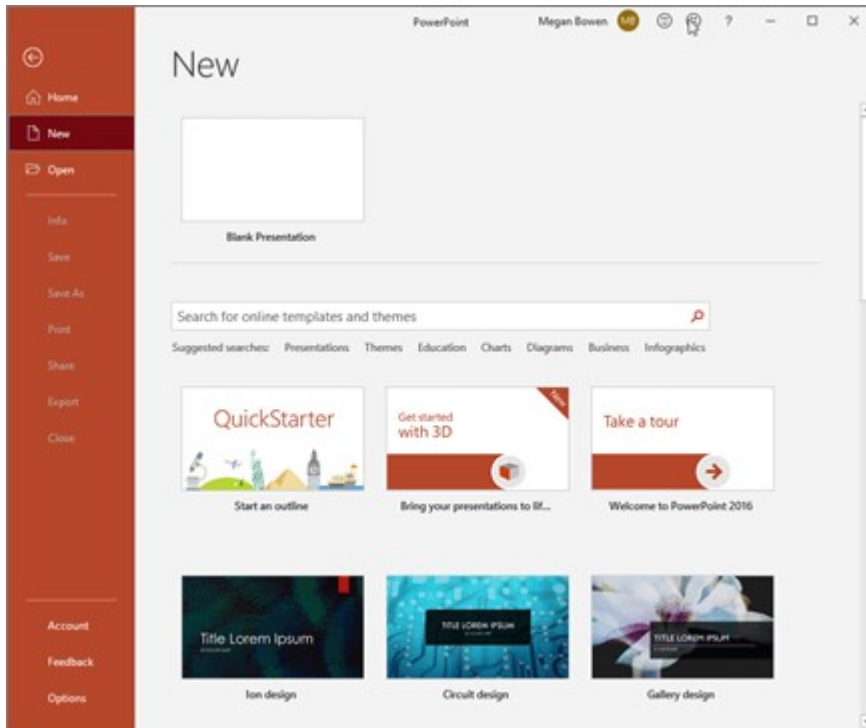 PowerPoint
Megan Bowen MB ?
New
Home
New
Open
Info
Save
Save As
Print
Share
Export
Close
Account
Feedback
Options
Blank Presentation
Search for online templates and themes
Suggested searches: Presentations Themes Education Charts Diagrams Business Infographics
QuickStarter
Start an outline
Get started
with 3D
New
Bring your presentations to lif...
Take a tour
Welcome to PowerPoint 2016
Title Lorem Ipsum
Ion design
TITLE LOREM IPSUM
Circuit design
TITLE LOREM IPSUM
Gallery design